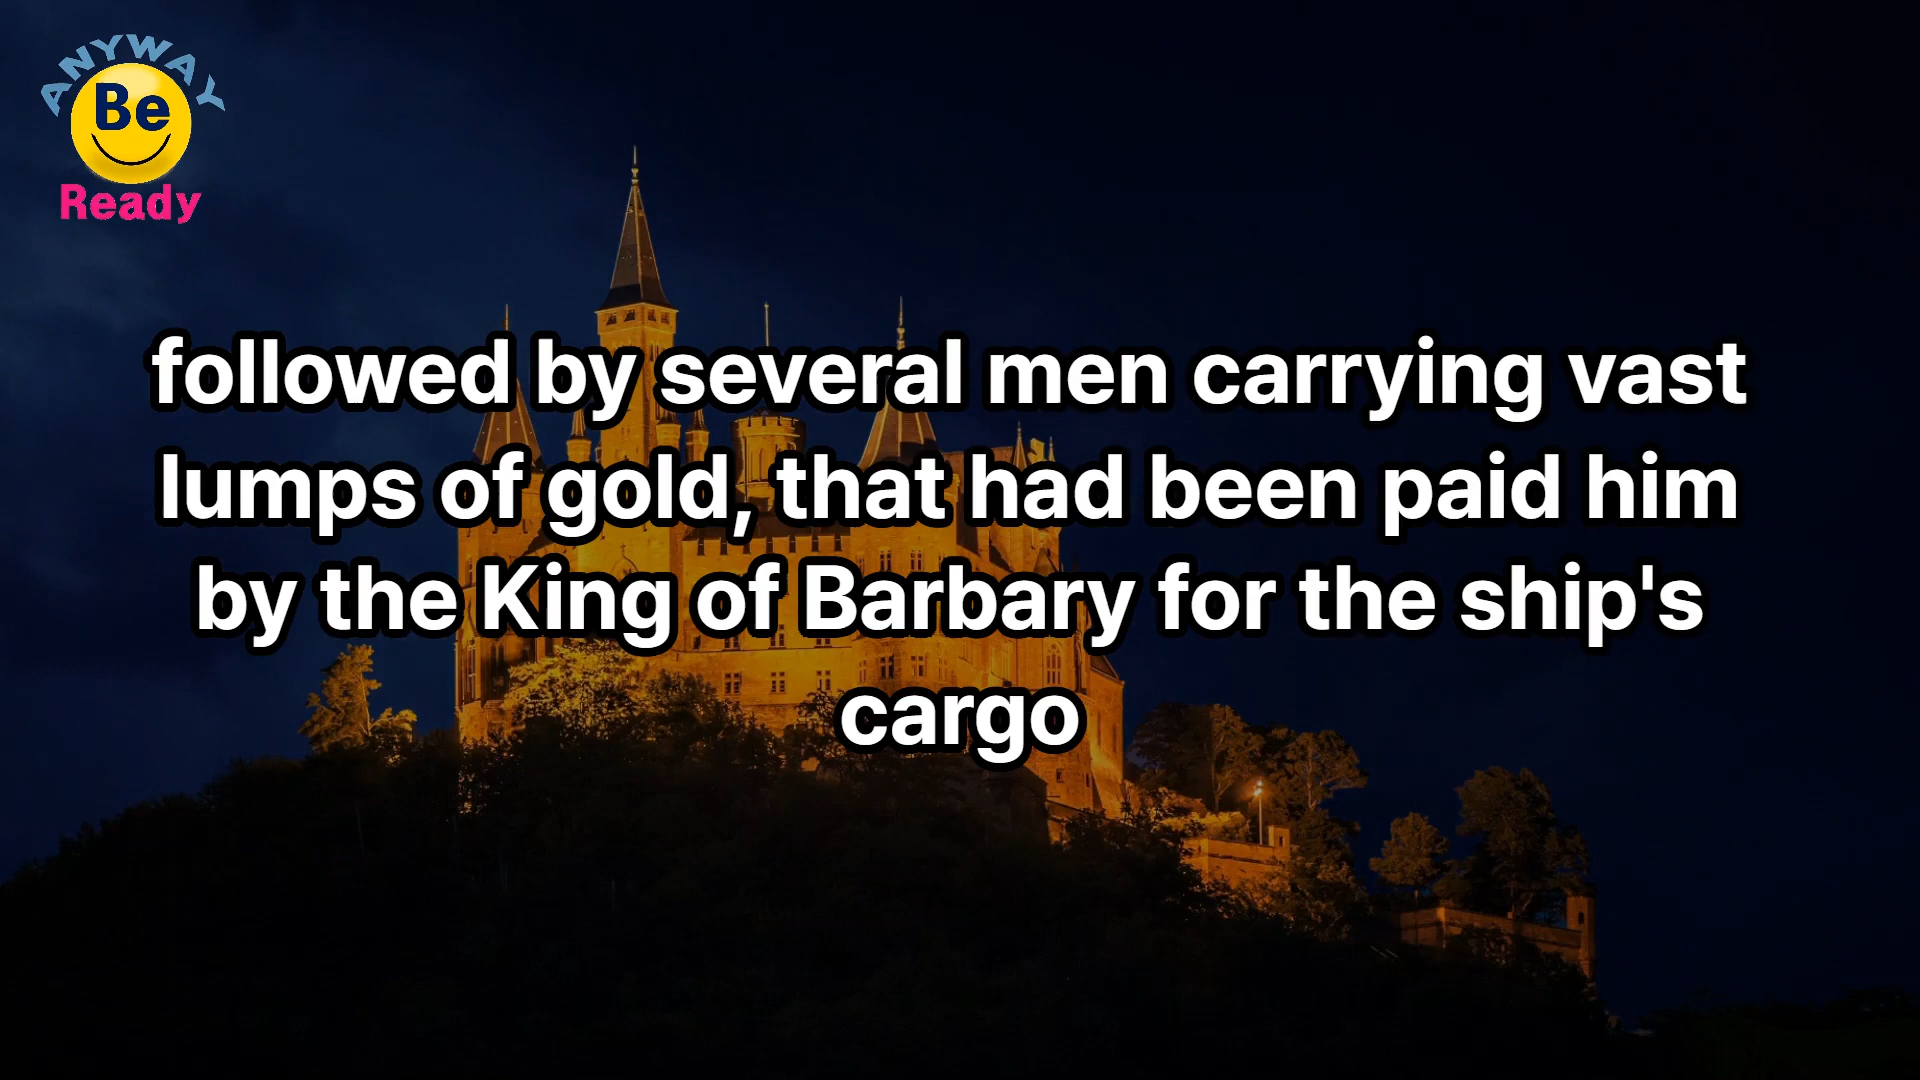 ANYWAY
Be
Ready
followed by several men carrying vast
lumps of gold, that had been paid him
by the King of Barbary for the ship's
cargo